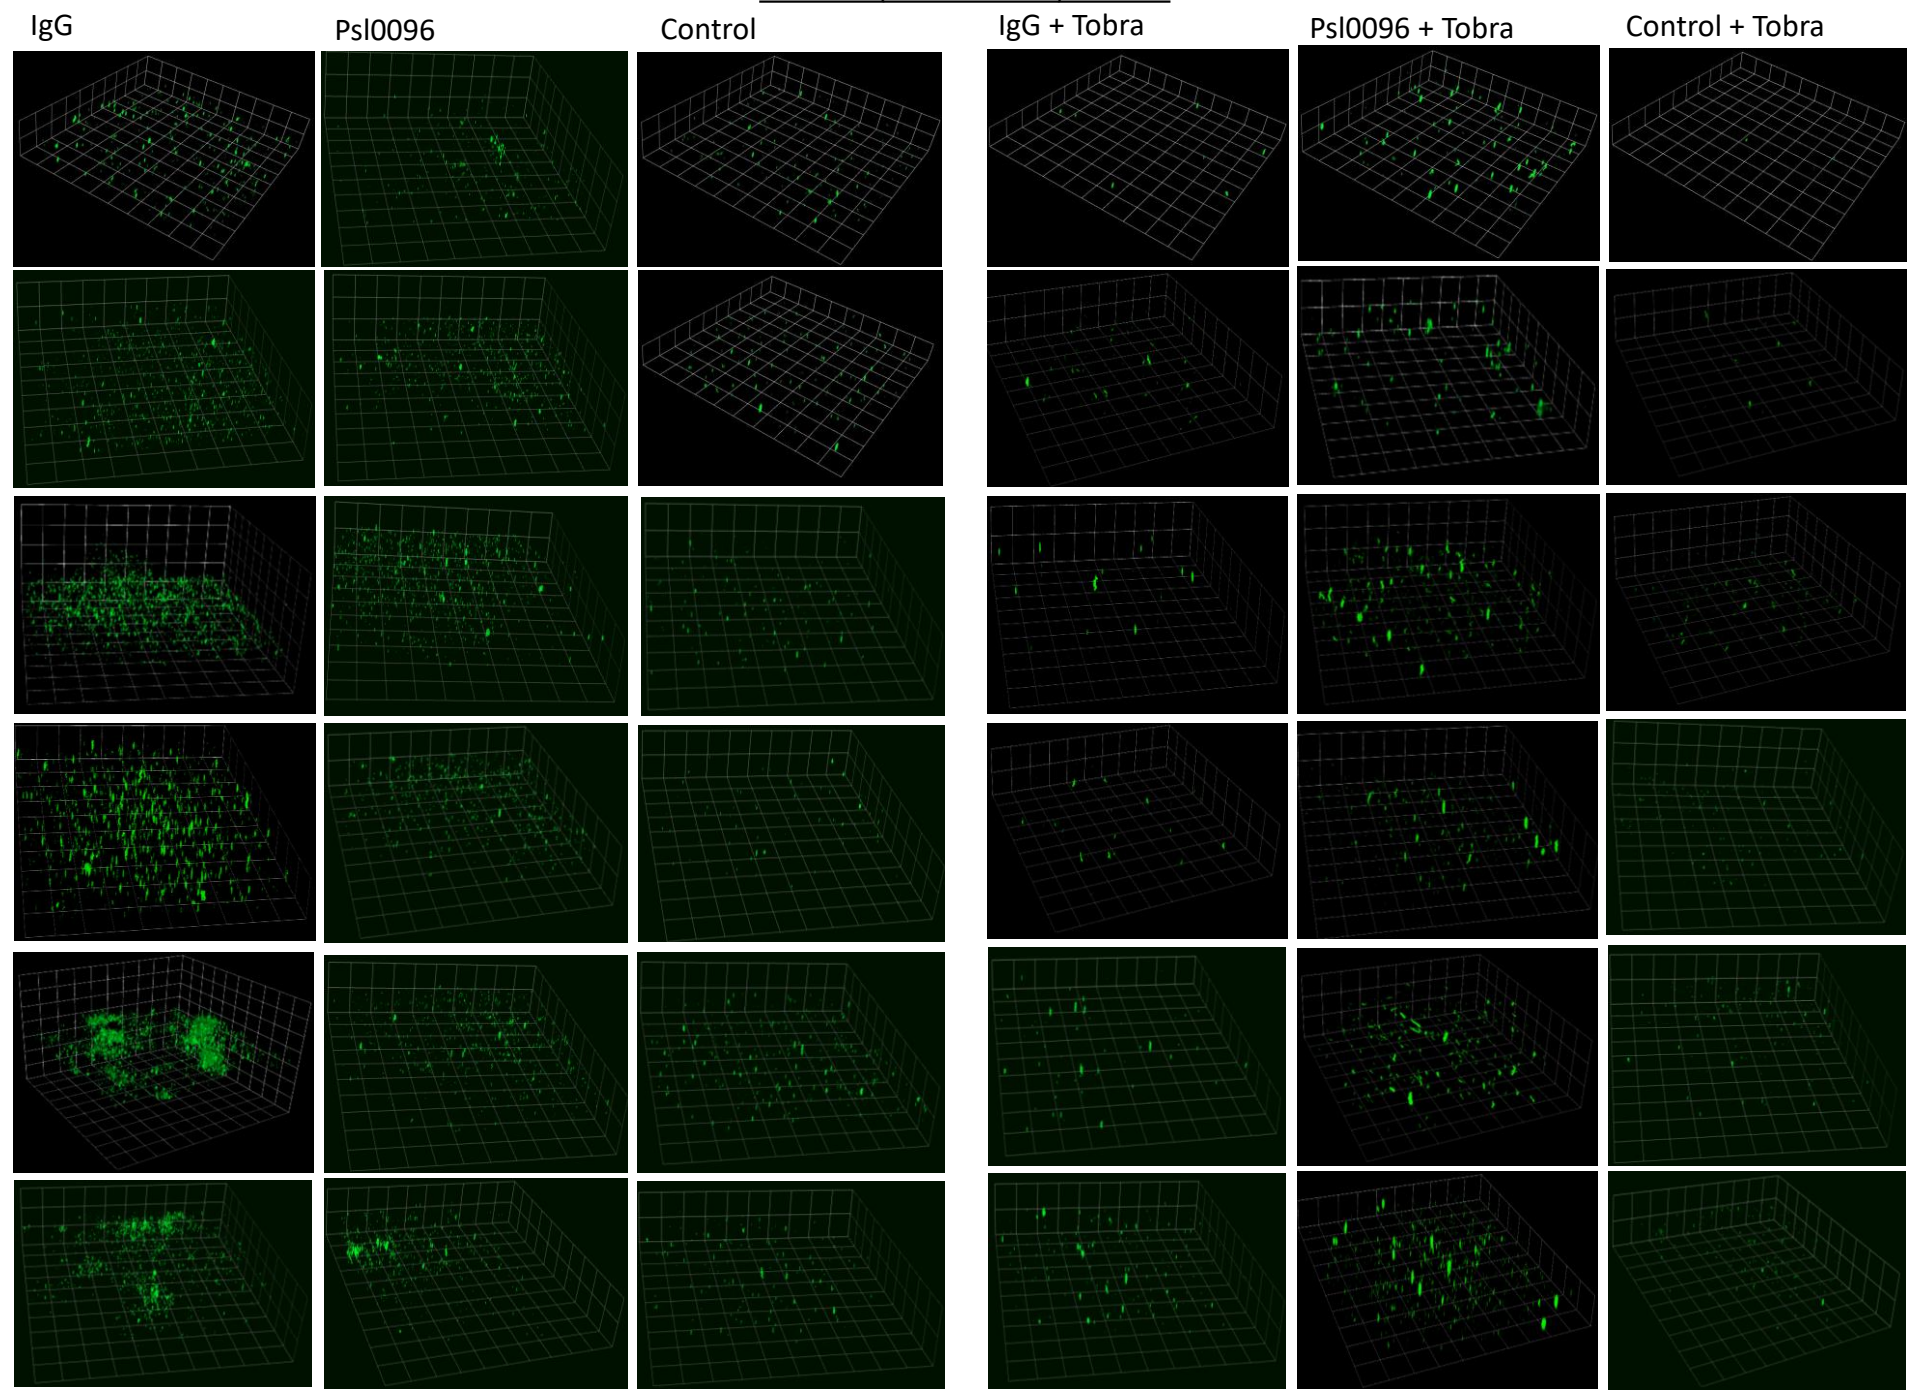 IgG
Psl0096
Control
IgG + Tobra
Psl0096 + Tobra
Control + Tobra